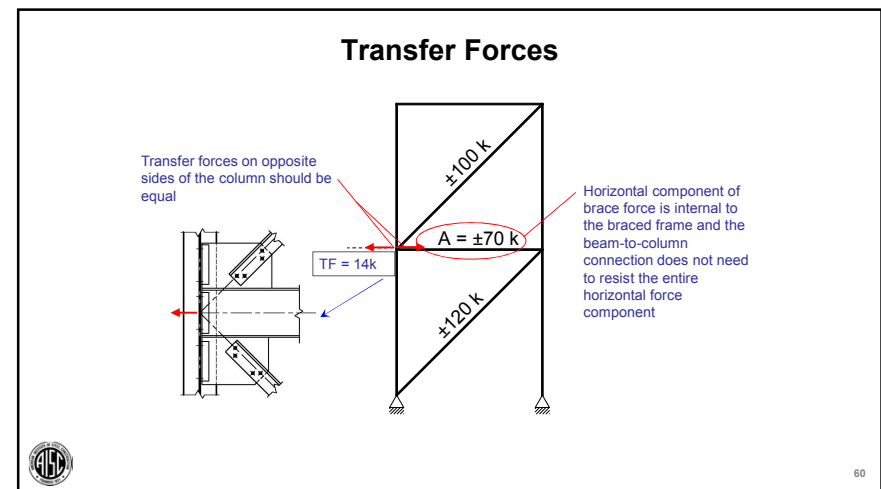 Transfer Forces
Transfer forces on opposite
sides of the column should be
equal
±100 k
A = ±70 k
TF = 14k
±120 k
Horizontal component of
brace force is internal to
the braced frame and the
beam-to-column
connection does not need
to resist the entire
horizontal force
component
AISC
60